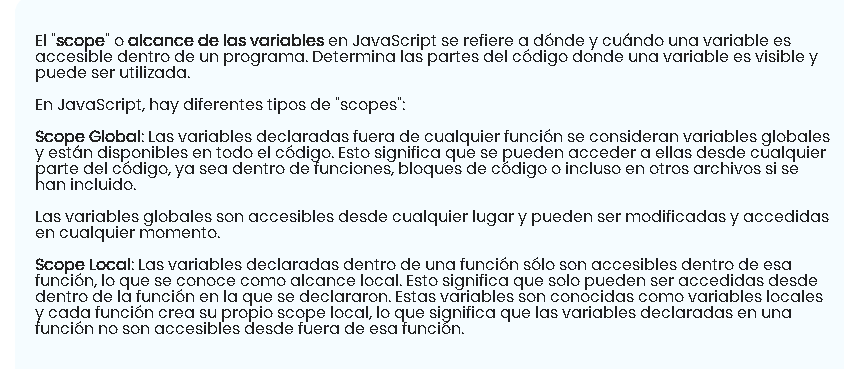 El "scope" o alcance de las variables en JavaScript se refiere a dónde y cuándo una variable es
accesible dentro de un programa. Determina las partes del código donde una variable es visible y
puede ser utilizada.
En JavaScript, hay diferentes tipos de "scopes":
Scope Global: Las variables declaradas fuera de cualquier función se consideran variables globales
y están disponibles en todo el código. Esto significa que se pueden acceder a ellas desde cualquier
parte del código, ya sea dentro de funciones, bloques de código o incluso en otros archivos si se
han incluido.
Las variables globales son accesibles desde cualquier lugar y pueden ser modificadas y accedidas
en cualquier momento.
Scope Local: Las variables declaradas dentro de una función sólo son accesibles dentro de esa
función, lo que se conoce como alcance local. Esto significa que solo pueden ser accedidas desde
dentro de la función en la que se declararon. Estas variables son conocidas como variables locales
y cada función crea su propio scope local, lo que significa que las variables declaradas en una
función no son accesibles desde fuera de esa función.